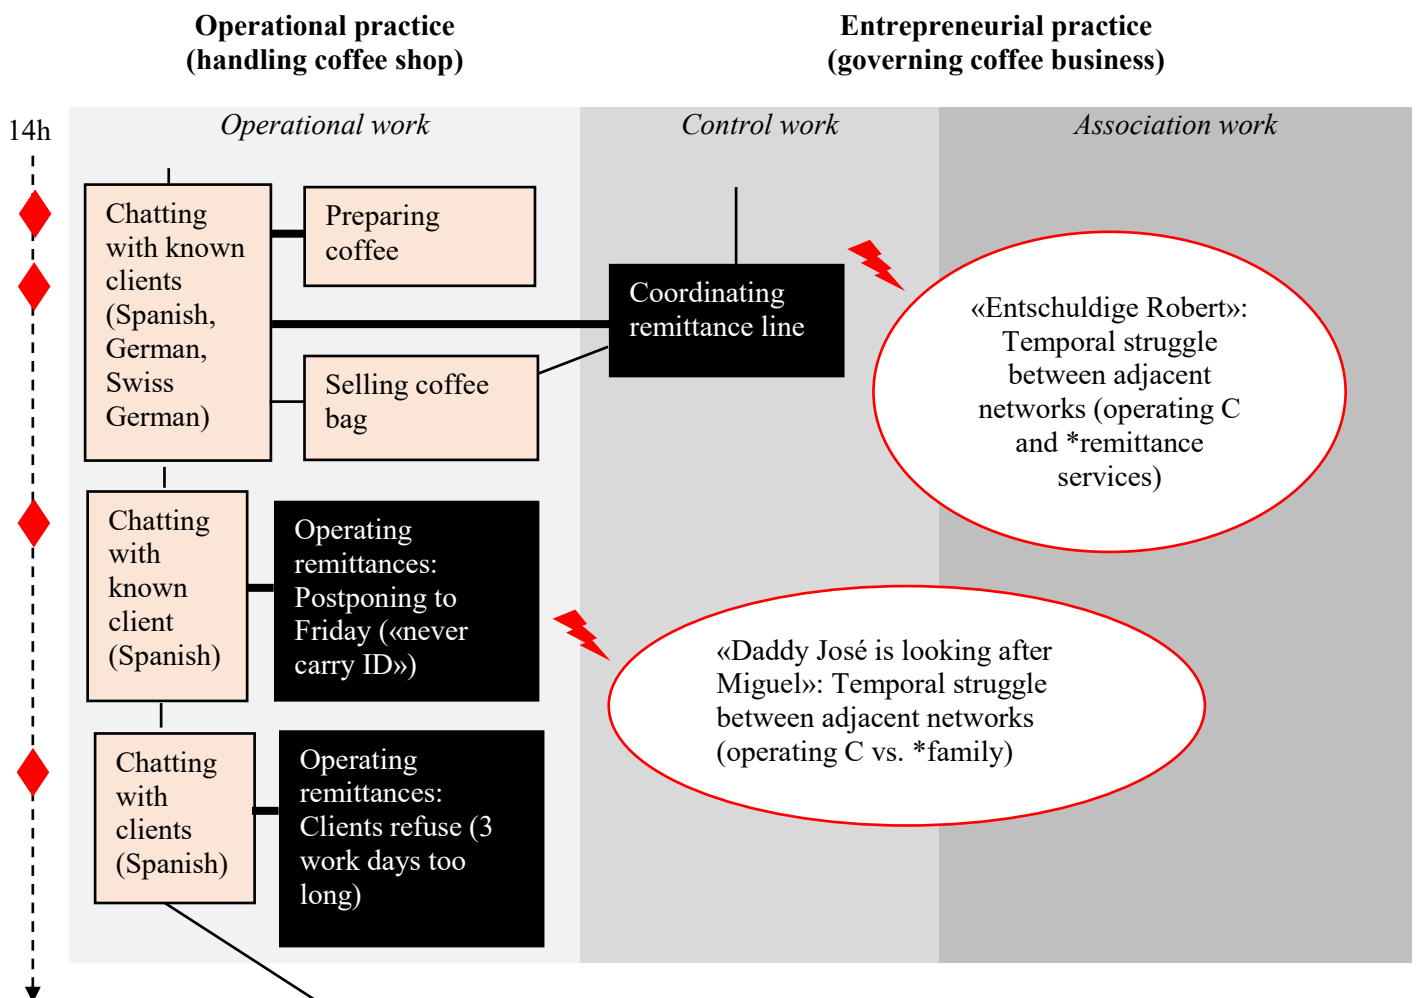 Operational practice
(handling coffee shop)
Entrepreneurial practice
(governing coffee business)
14h
Operational work
Control work
Association work
Chatting
with known
clients
(Spanish,
German,
Swiss
German)
Preparing
coffee
Selling coffee
bag
Coordinating
remittance line
«Entschuldige Robert»:
Temporal struggle
between adjacent
networks (operating C
and *remittance
services)
Chatting
with
known
client
(Spanish)
Operating
remittances:
Postponing to
Friday («never
carry ID»)
«Daddy José is looking after
Miguel»: Temporal struggle
between adjacent networks
(operating C vs. *family)
Chatting
with
clients
(Spanish)
Operating
remittances:
Clients refuse (3
work days too
long)